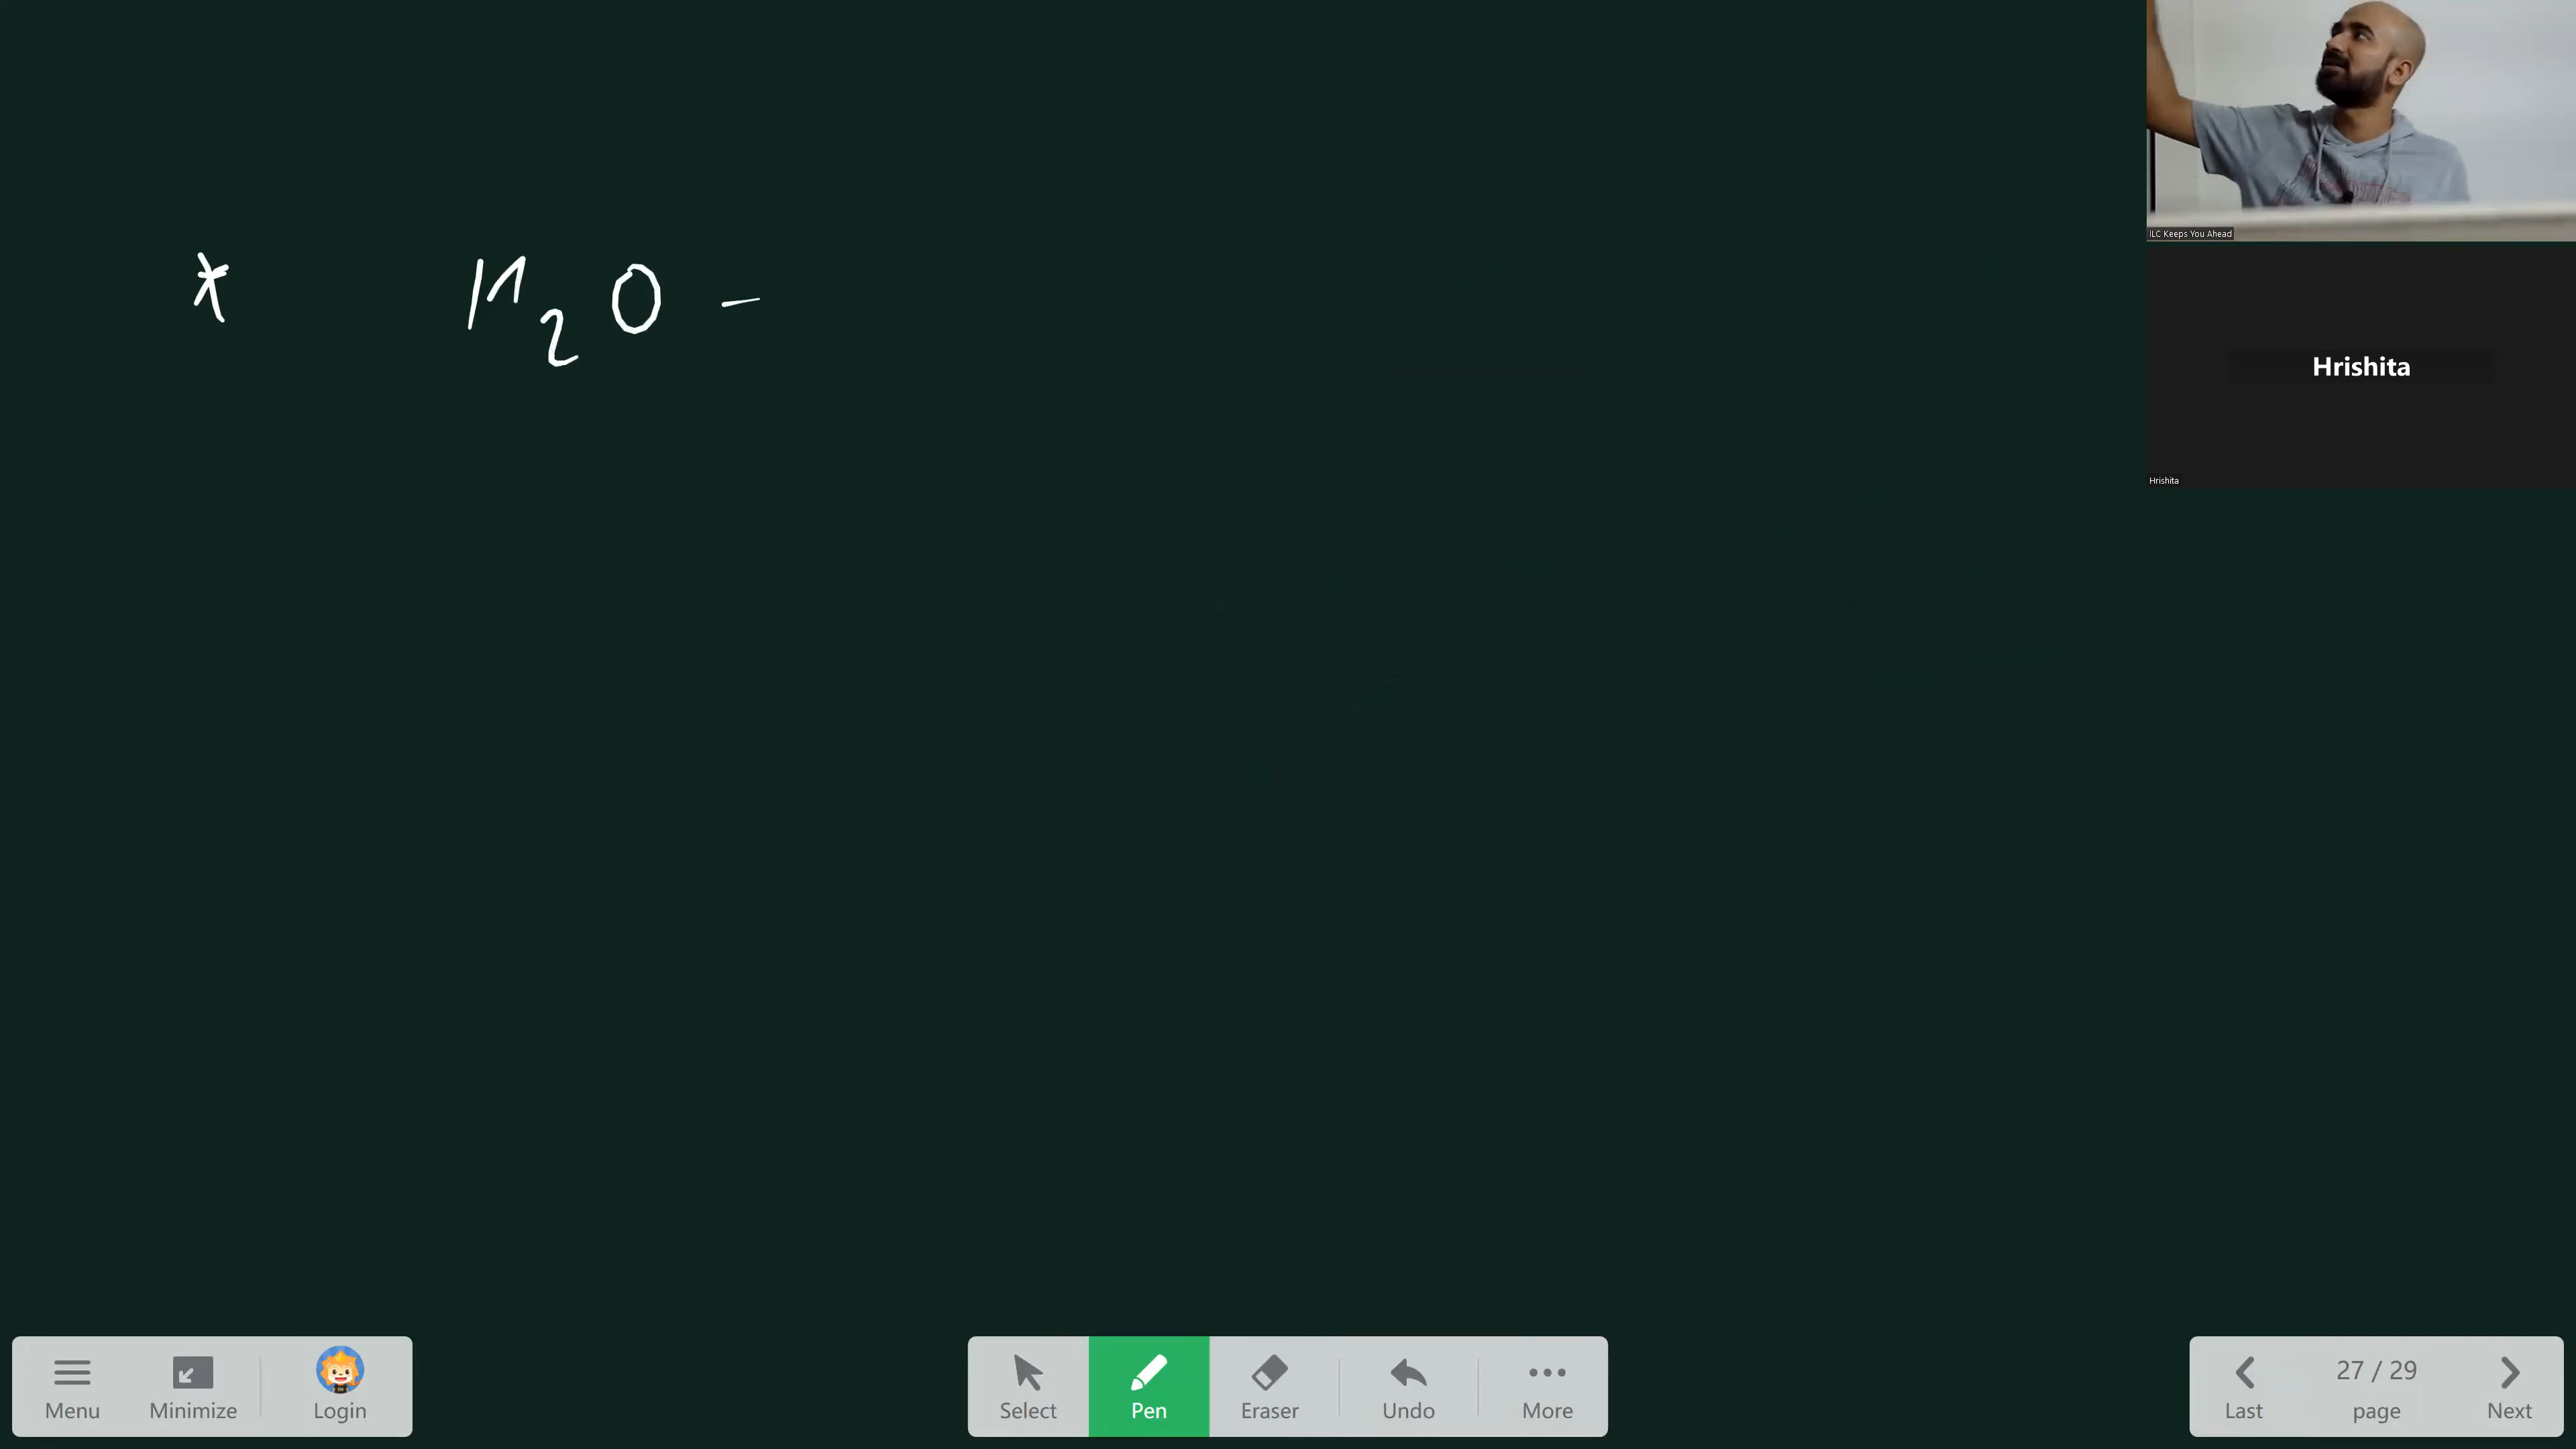 * H2O -
ILC Keeps You Ahead
Hrishita
Hrishita
Menu Minimize Login Select Pen Eraser Undo More Last 27 / 29 page Next